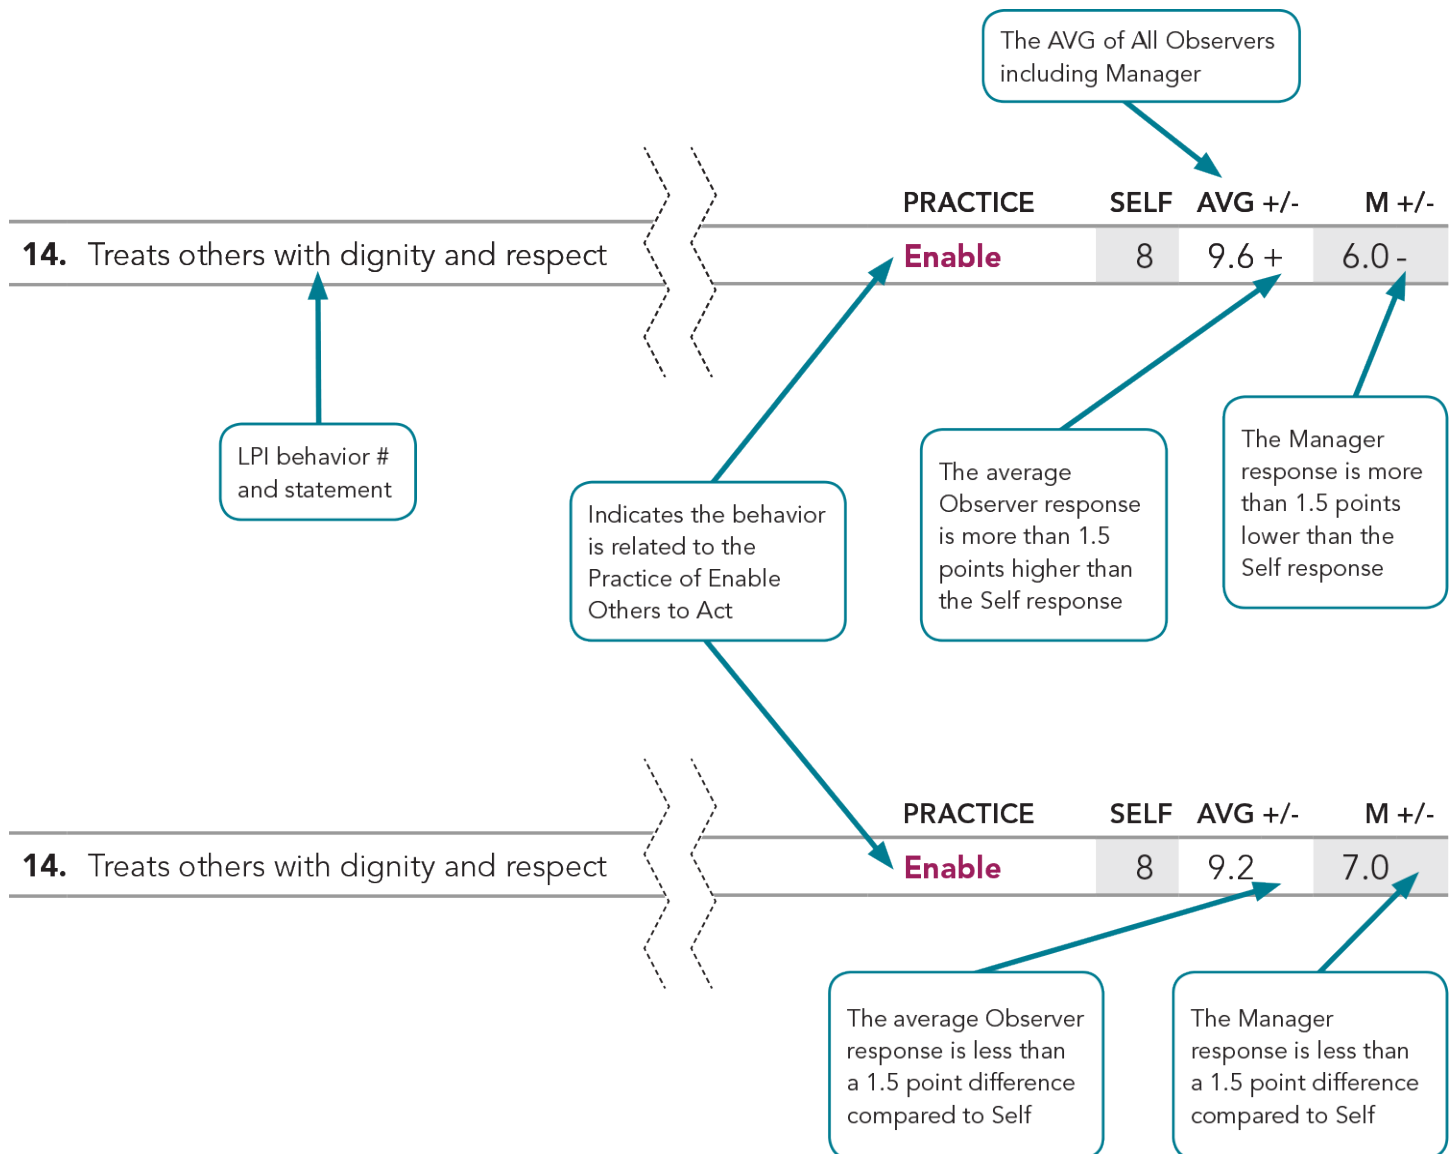 The AVG of All Observers
including Manager
PRACTICE SELF AVG +/- M +/-
14. Treats others with dignity and respect Enable 8 9.6 + 6.0 -
LPI behavior #
and statement
Indicates the behavior
is related to the
Practice of Enable
Others to Act
The average
Observer response
is more than 1.5
points higher than
the Self response
The Manager
response is more
than 1.5 points
lower than the
Self response
PRACTICE SELF AVG +/- M +/-
14. Treats others with dignity and respect Enable 8 9.2 7.0
The average Observer
response is less than
a 1.5 point difference
compared to Self
The Manager
response is less than
a 1.5 point difference
compared to Self